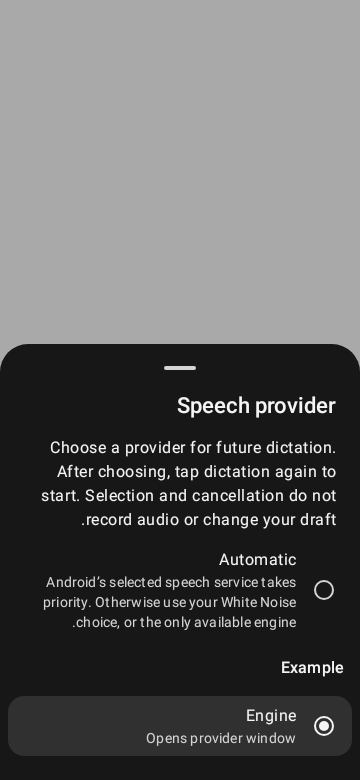 Speech provider
Choose a provider for future dictation.
After choosing, tap dictation again to
start. Selection and cancellation do not
.record audio or change your draft
Automatic
Android’s selected speech service takes
priority. Otherwise use your White Noise
.choice, or the only available engine
Example
Engine
Opens provider window